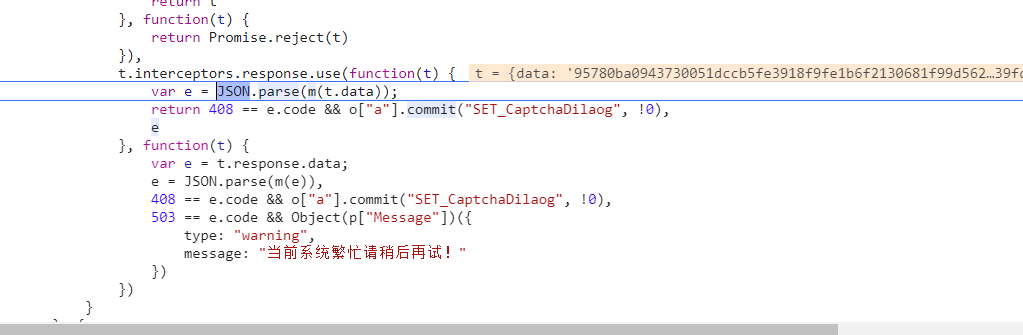 return t
}, function(t) {
return Promise.reject(t)
}),
t.interceptors.response.use(function(t) { t = {data: '95780ba0943730051dccb5fe3918f9fe1b6f2130681f99d562…39fc
var e = JSON.parse(m(t.data));
return 408 == e.code && o["a"].commit("SET_CaptchaDilaog", !0),
e
}, function(t) {
var e = t.response.data;
e = JSON.parse(m(e)),
408 == e.code && o["a"].commit("SET_CaptchaDilaog", !0),
503 == e.code && Object(p["Message"])({
type: "warning",
message: "当前系统繁忙请稍后再试！"
})
})
}